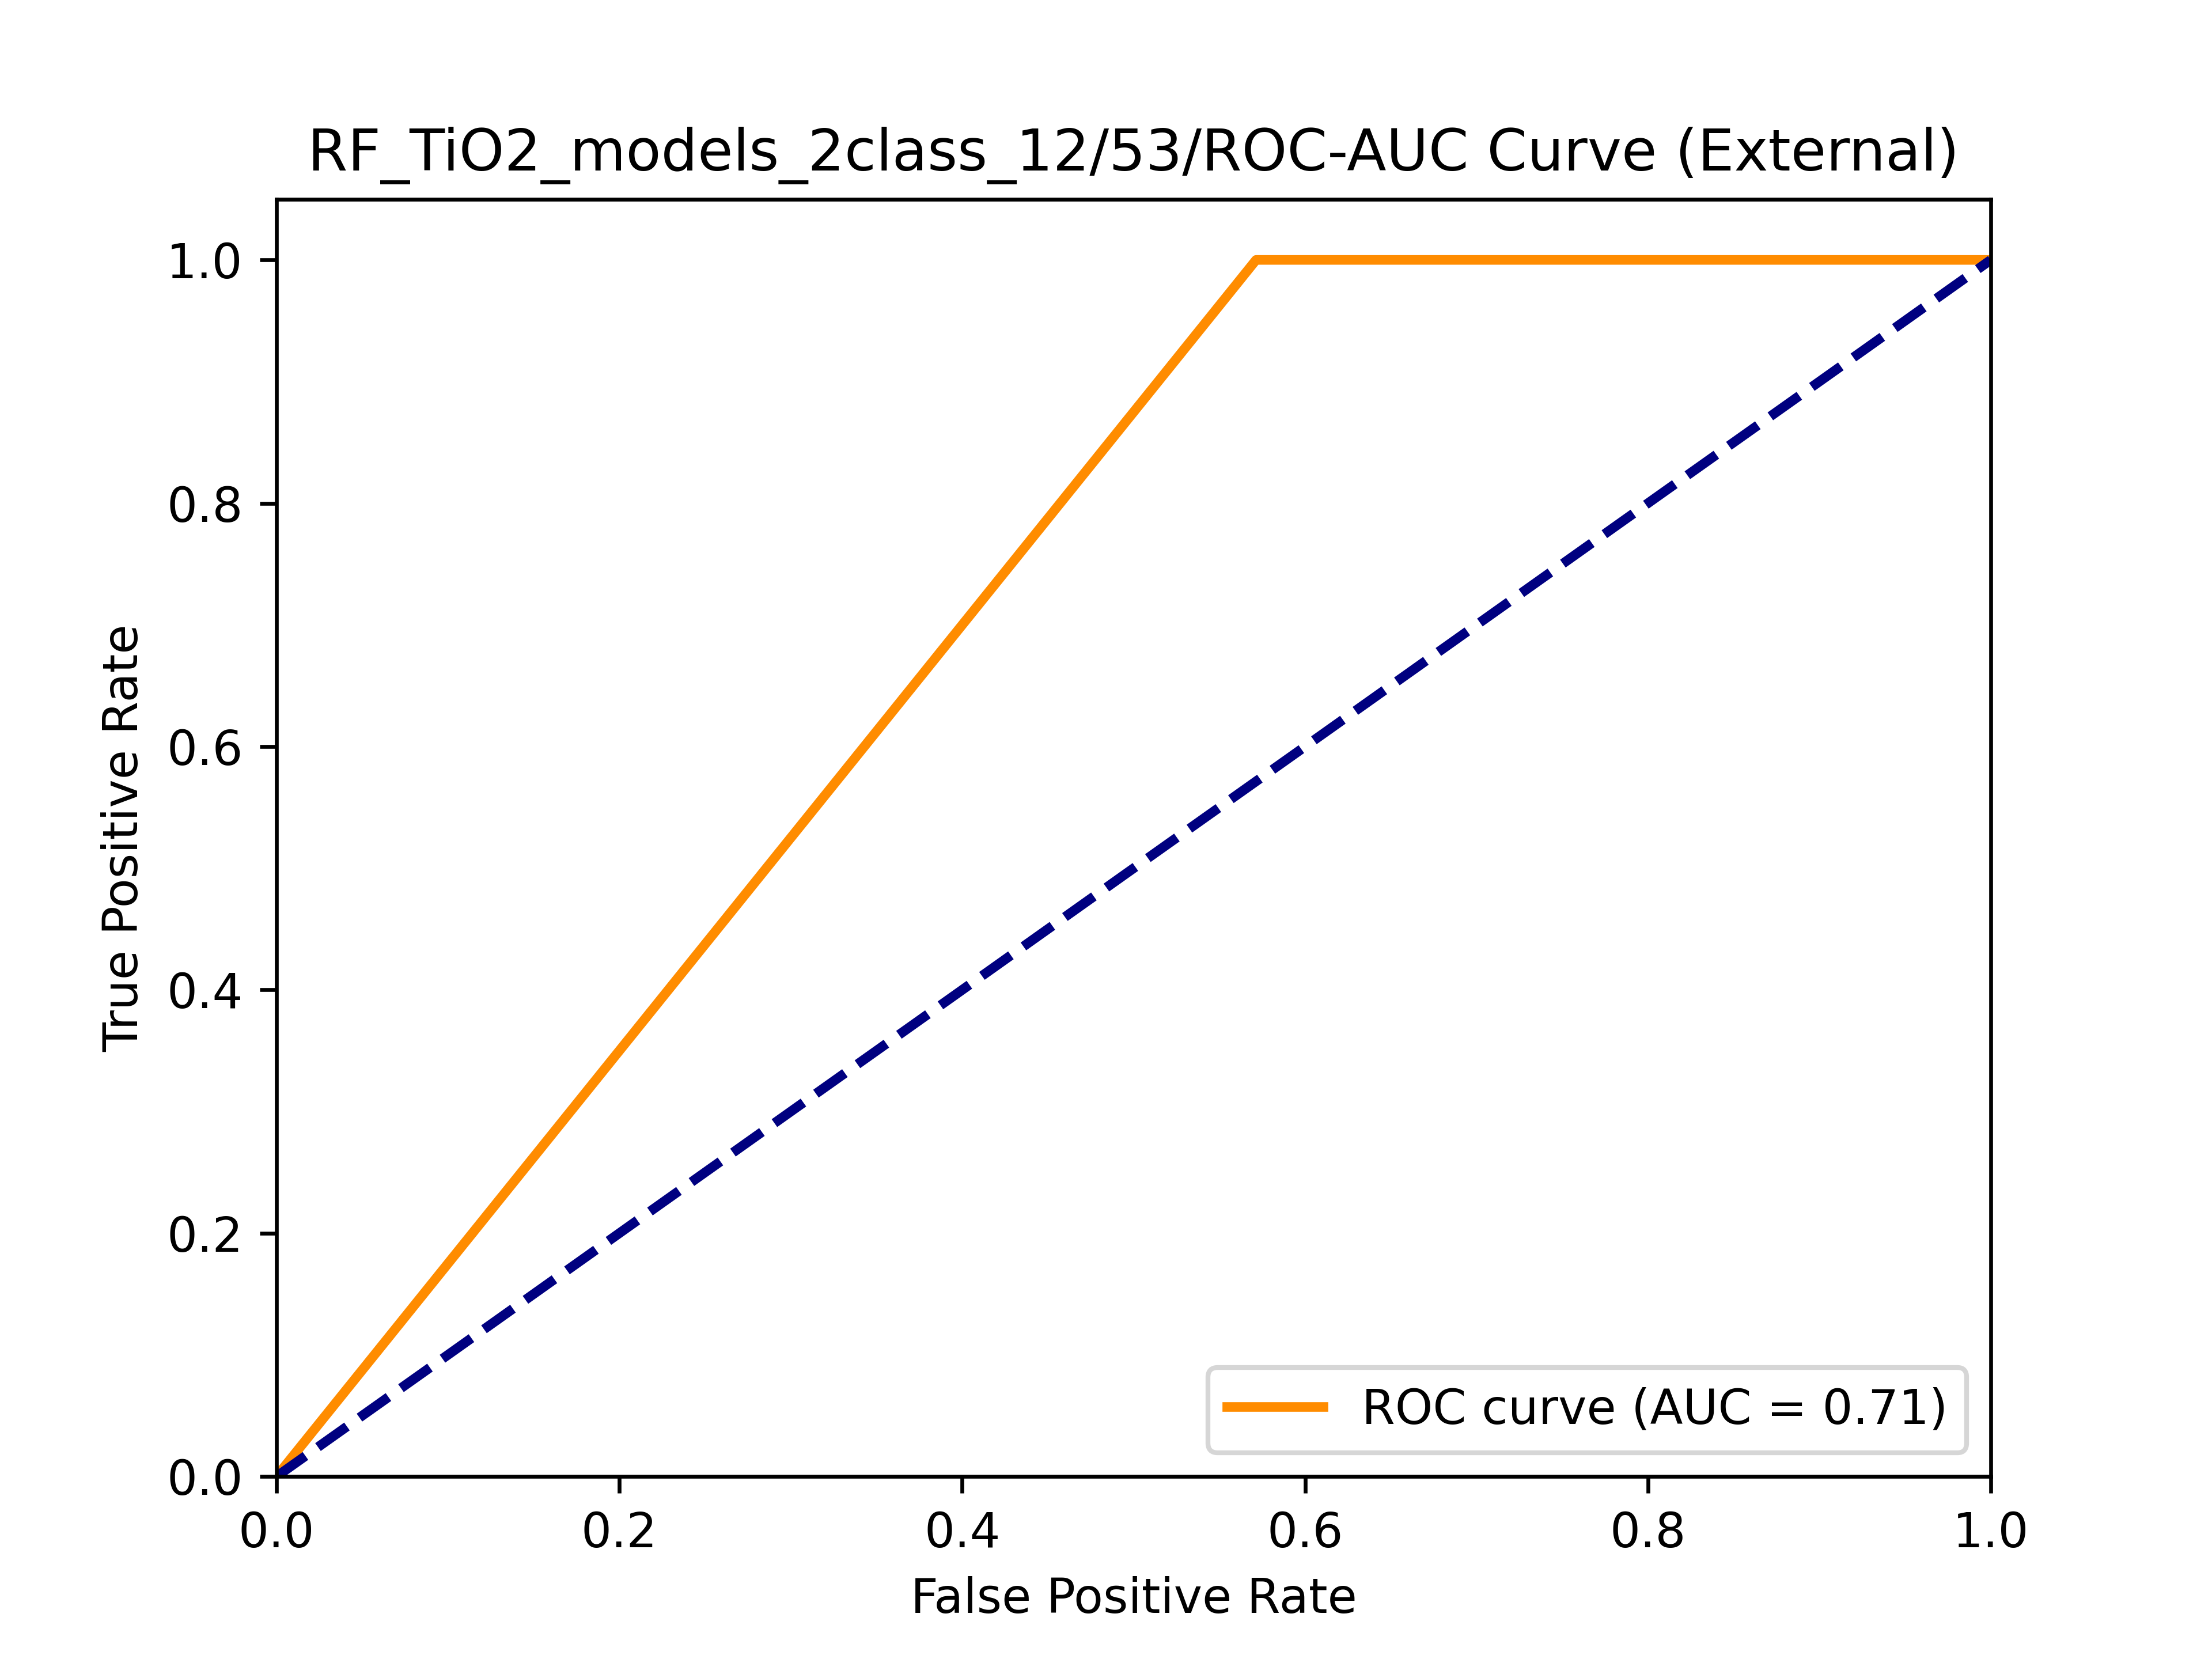 RF_TiO2_models_2class_12/53/ROC-AUC Curve (External)
1.0
0.8
0.6
0.4
0.2
0.0
True Positive Rate
ROC curve (AUC = 0.71)
0.0 0.2 0.4 0.6 0.8 1.0
False Positive Rate